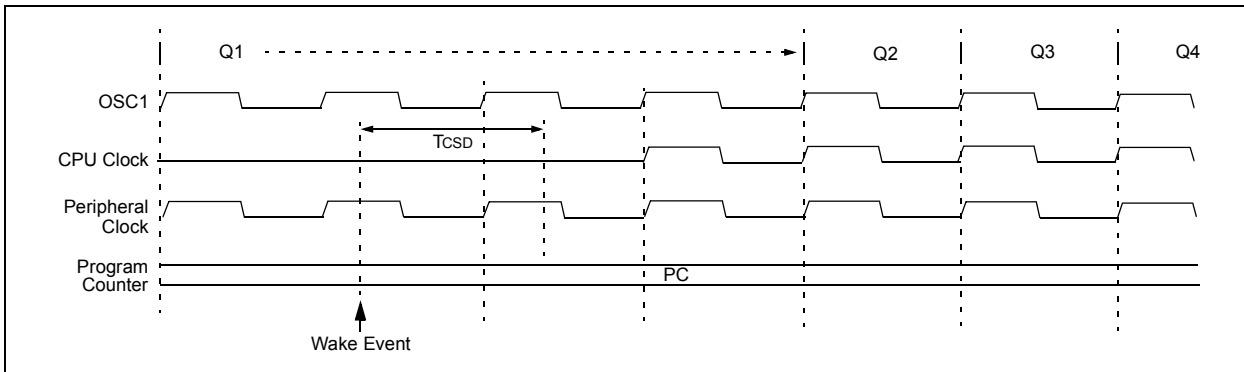 Q1 Q2 Q3 Q4
OSC1
TCSD
CPU Clock
Peripheral
Clock
Program
Counter
PC
Wake Event